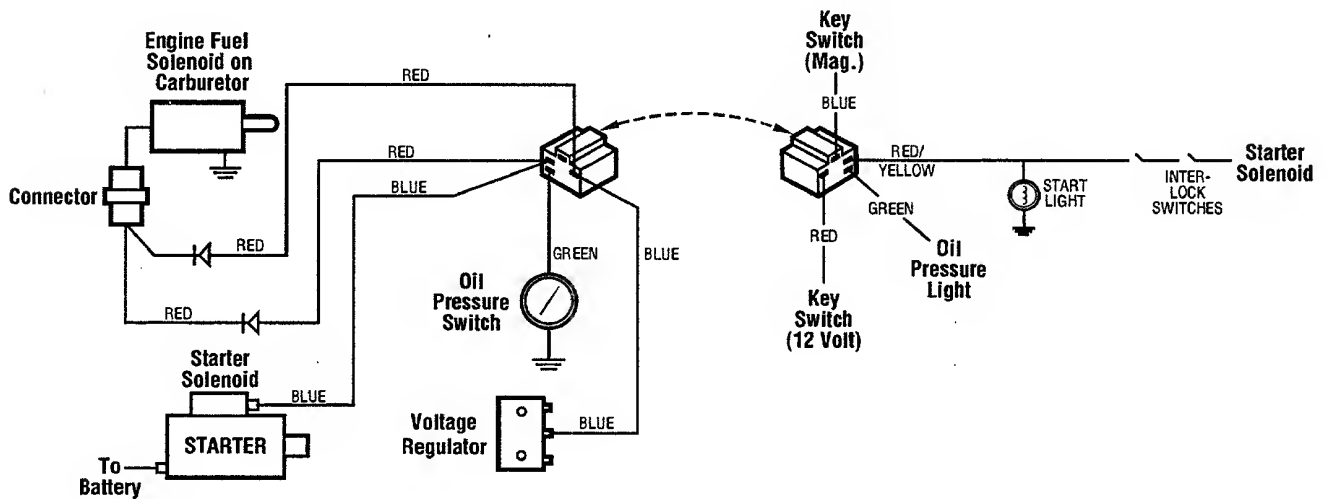 Engine Fuel
Solenoid on
Carburetor
RED
Connector
RED
BLUE
RED
RED
GREEN
BLUE
Oil
Pressure
Switch
Starter
Solenoid
BLUE
STARTER
To
Battery
Voltage
Regulator
BLUE
Key
Switch
(Mag.)
BLUE
RED/
YELLOW
START
LIGHT
INTER-
LOCK
SWITCHES
Starter
Solenoid
GREEN
RED
Oil
Pressure
Light
Key
Switch
(12 Volt)